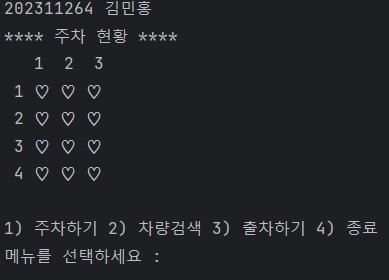 202311264 김민홍
**** 주차 현황 ****
1 2 3
1 ♡ ♡ ♡
2 ♡ ♡ ♡
3 ♡ ♡ ♡
4 ♡ ♡ ♡
1) 주차하기 2) 차량검색 3) 출차하기 4) 종료
메뉴를 선택하세요 :